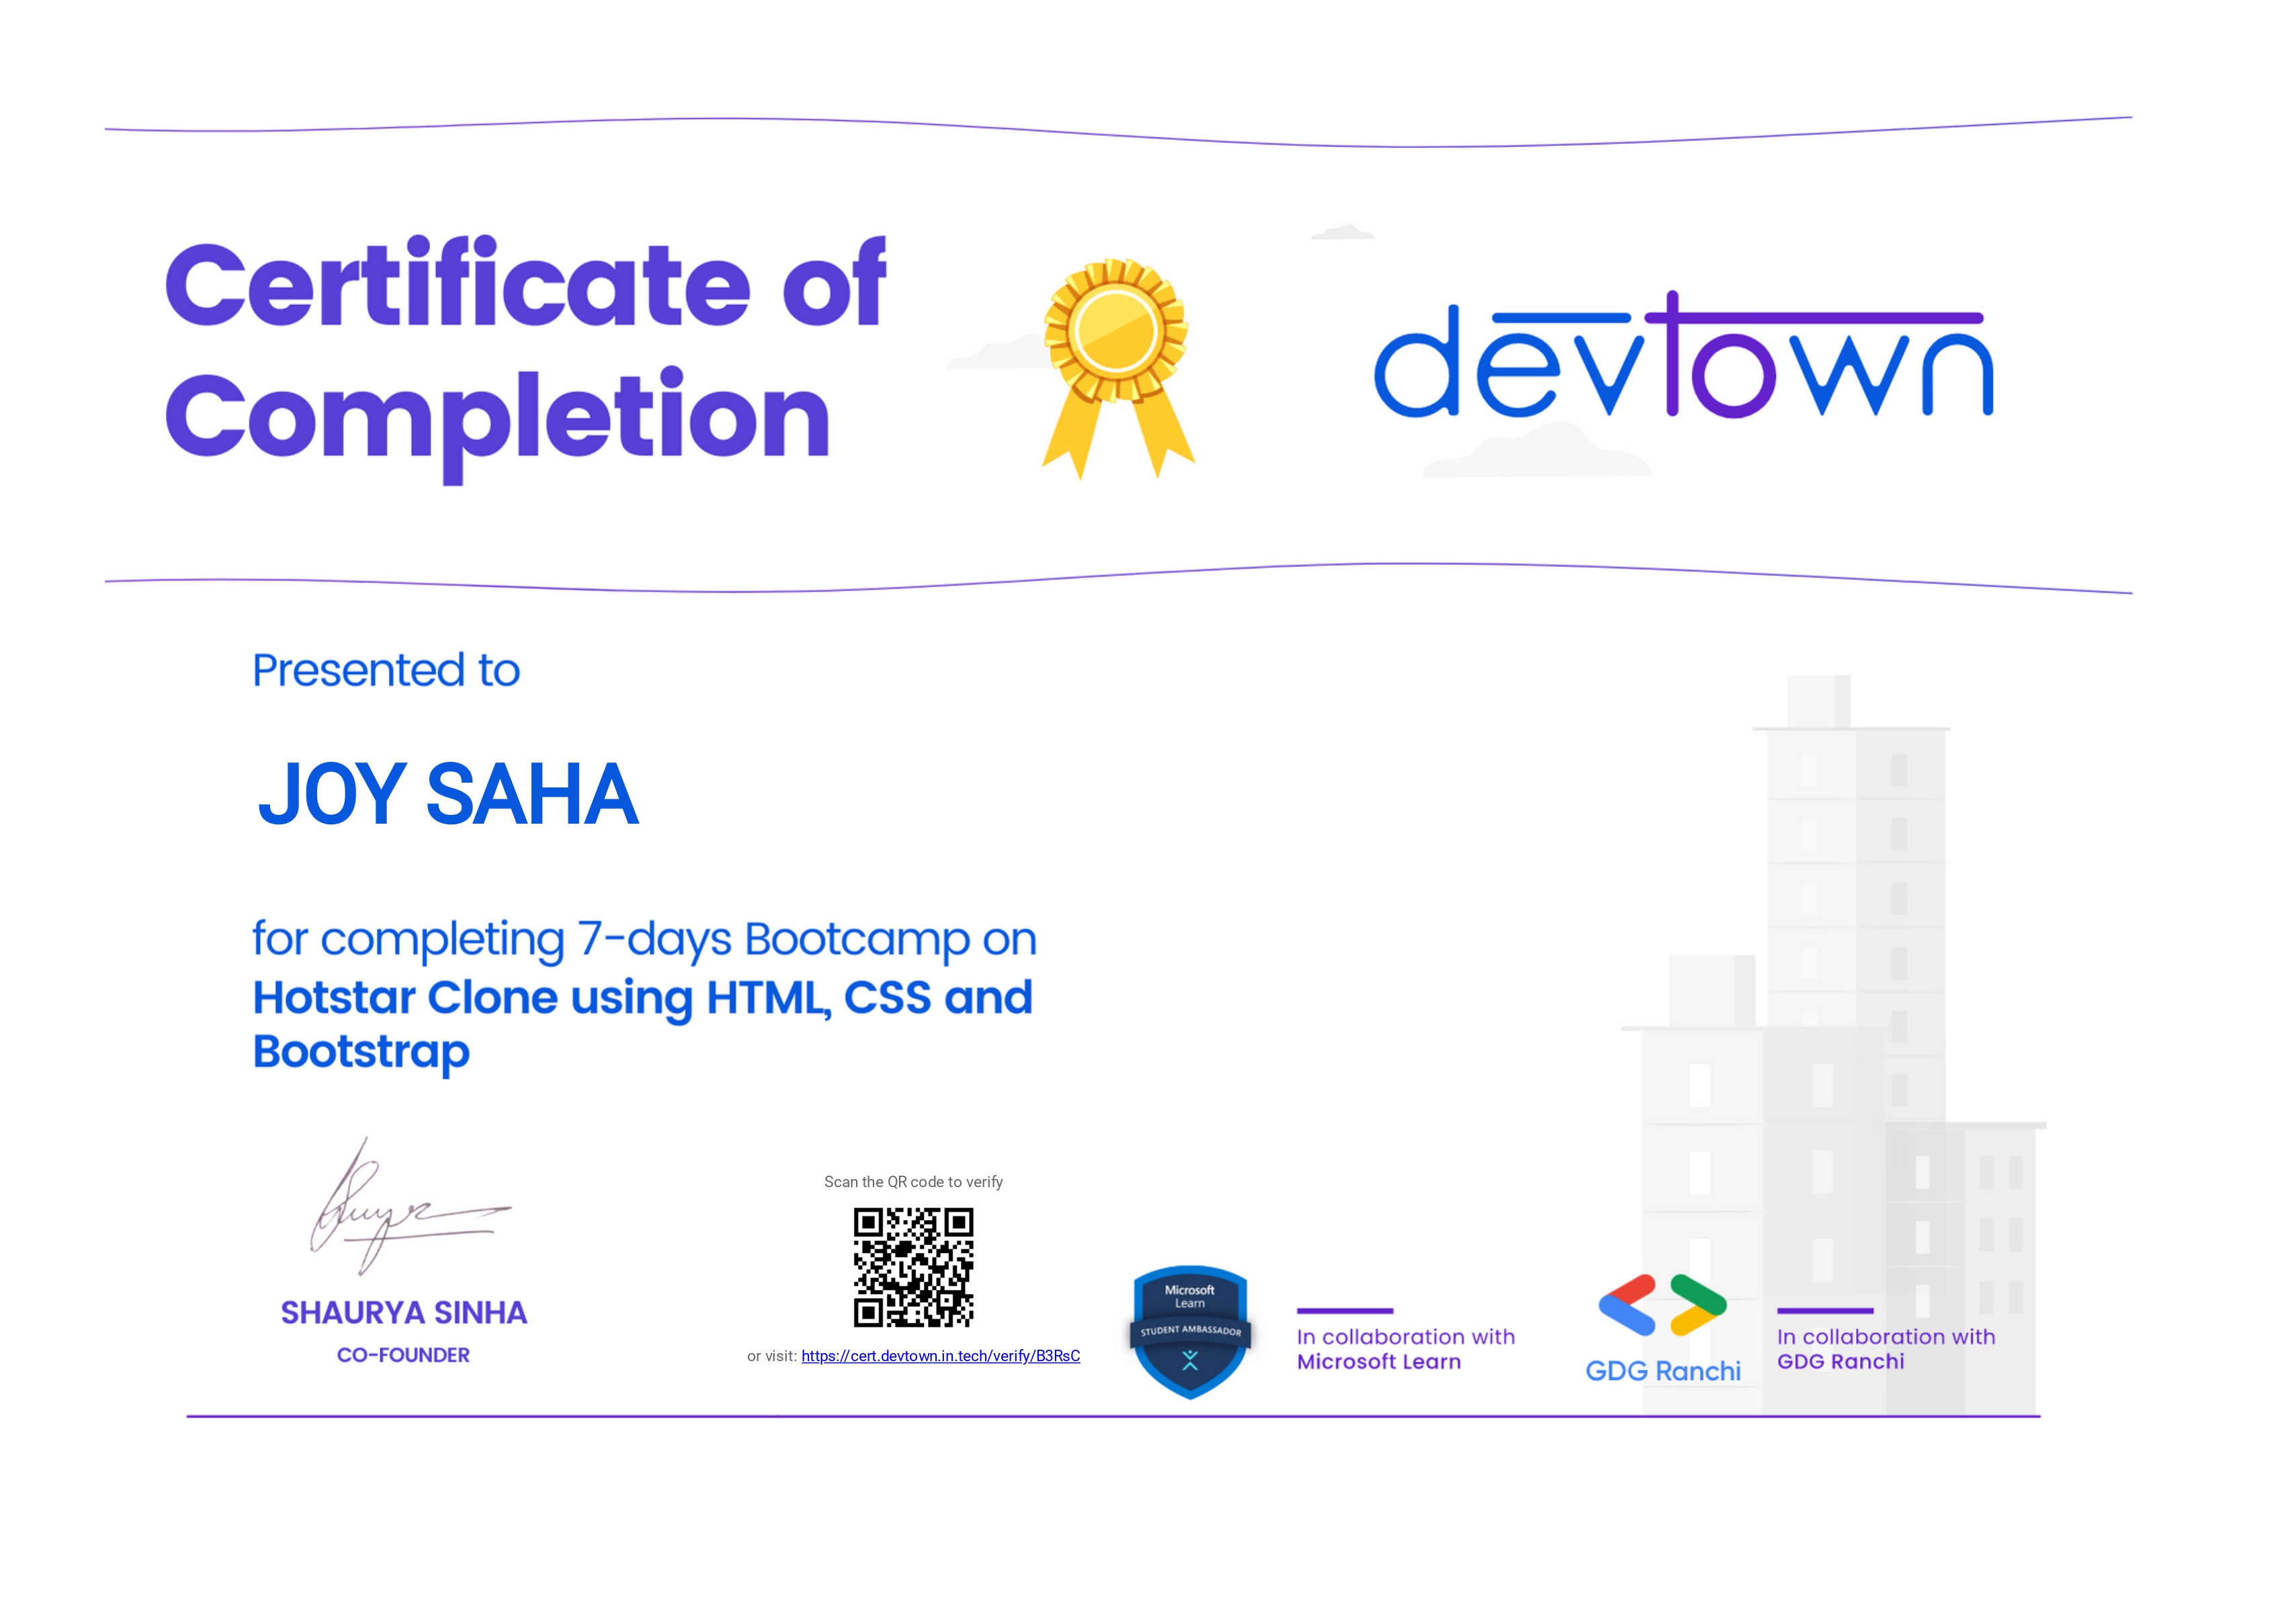 Certificate of
Completion
devtown
Presented to
JOY SAHA
for completing 7-days Bootcamp on
Hotstar Clone using HTML, CSS and
Bootstrap
SHAURYA SINHA
CO-FOUNDER
Scan the QR code to verify
or visit: https://cert.devtown.in.tech/verify/B3RsC
Microsoft
Learn
STUDENT AMBASSADOR
In collaboration with
Microsoft Learn
GDG Ranchi
In collaboration with
GDG Ranchi